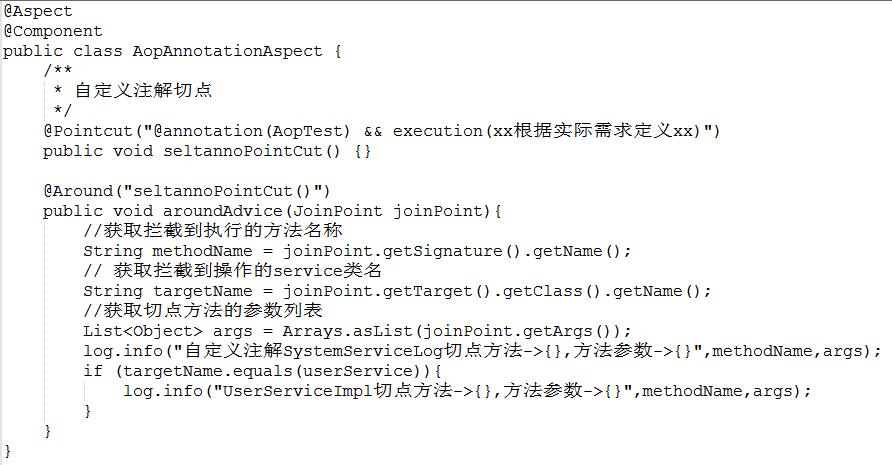 @Aspect
@Component
public class AopAnnotationAspect {
    /**
     * 自定义注解切点
     */
    @Pointcut("@annotation(AopTest) && execution(xx根据实际需求定义xx)")
    public void seltannoPointCut() {}

    @Around("seltannoPointCut()")
    public void aroundAdvice(JoinPoint joinPoint){
        //获取拦截到执行的方法名称
        String methodName = joinPoint.getSignature().getName();
        // 获取拦截到操作的service类名
        String targetName = joinPoint.getTarget().getClass().getName();
        //获取切点方法的参数列表
        List<Object> args = Arrays.asList(joinPoint.getArgs());
        log.info("自定义注解SystemServiceLog切点方法->{},方法参数->{}",methodName,args);
        if (targetName.equals(userService)){
            log.info("UserServiceImpl切点方法->{},方法参数->{}",methodName,args);
        }
    }
}